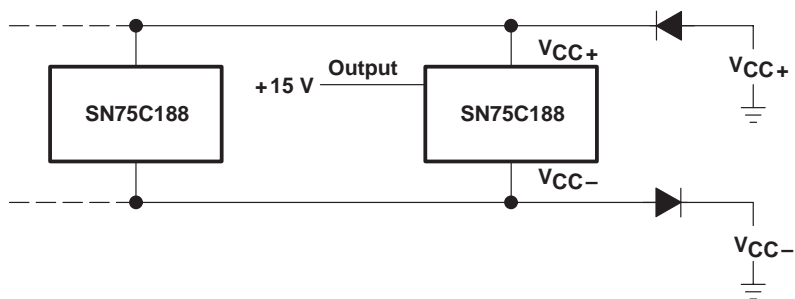 VCC+
VCC+
Output
+15 V
SN75C188
SN75C188
VCC–
VCC–